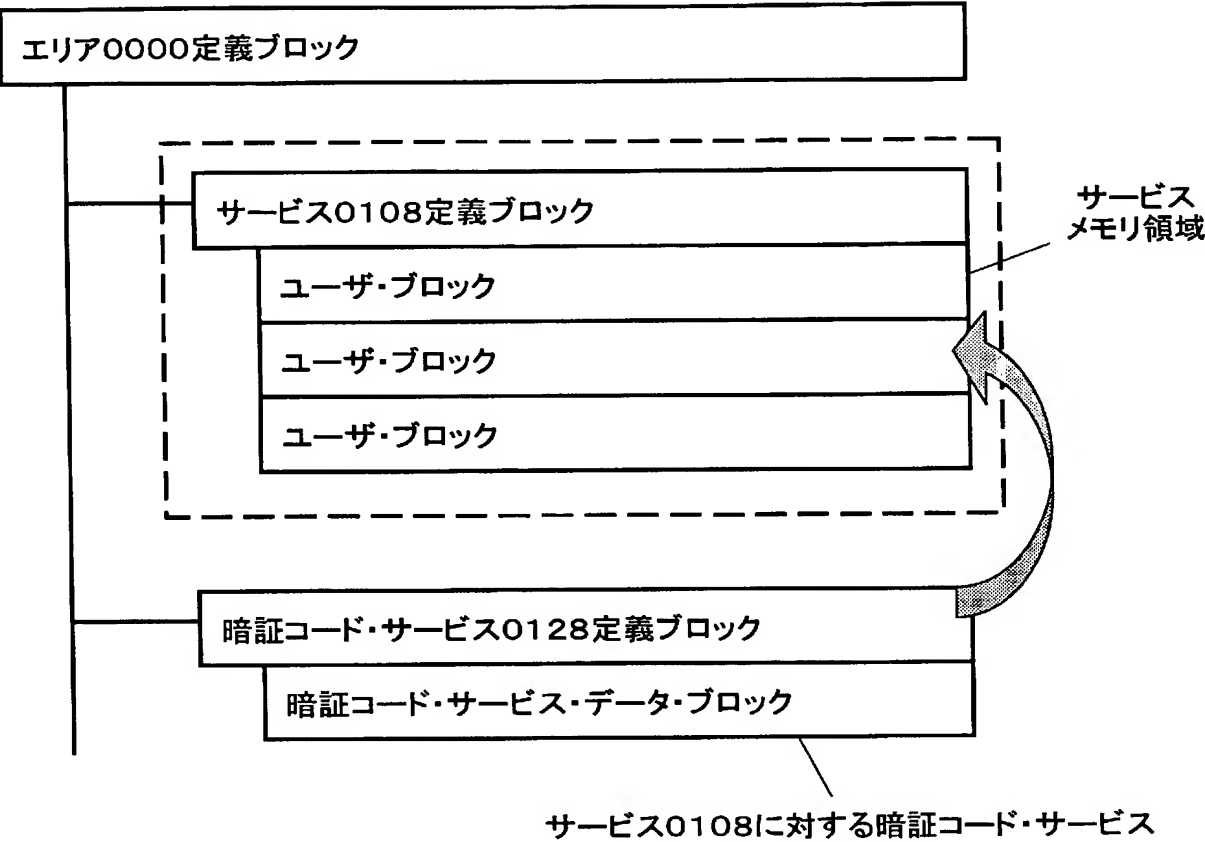 エリア0000定義ブロック
サービス0108定義ブロック
サービス
メモリ領域
ユーザ・ブロック
ユーザ・ブロック
ユーザ・ブロック
暗証コード・サービス0128定義ブロック
暗証コード・サービス・データ・ブロック
サービス0108に対する暗証コード・サービス